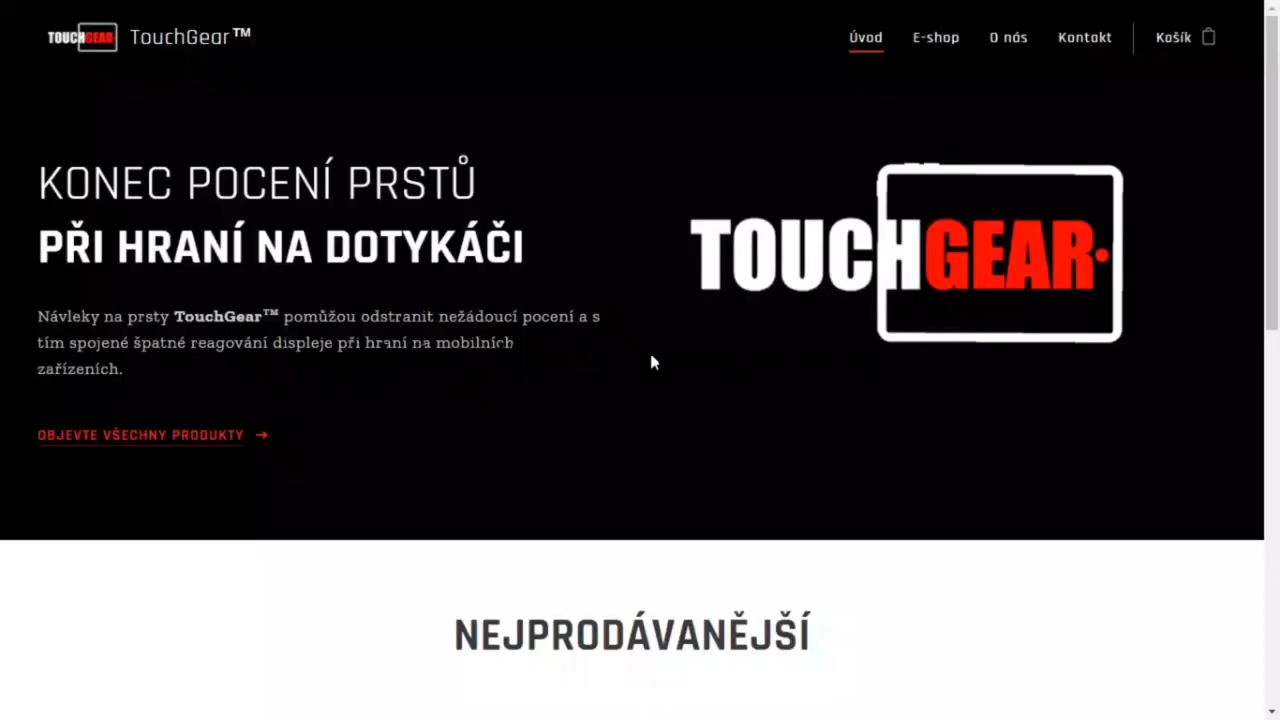 TOUCHGEAR TouchGear™
Úvod E-shop O nás Kontakt Košík
KONEC POCENÍ PRSTŮ
PŘI HRANÍ NA DOTYKÁČI
Návleky na prsty TouchGear™ pomůžou odstranit nežádoucí pocení a s
tím spojené špatné reagování displeje při hraní na mobilních
zařízeních.
OBJEVTE VŠECHNY PRODUKTY →
TOUCHGEAR
NEJPRODÁVANĚJŠÍ